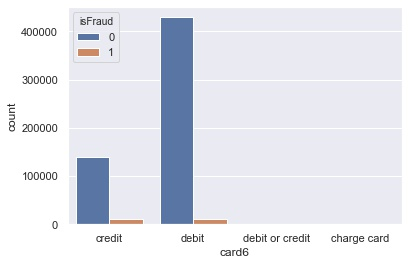 isFraud
0
1
400000
300000
200000
100000
0
count
credit debit debit or credit charge card
card6